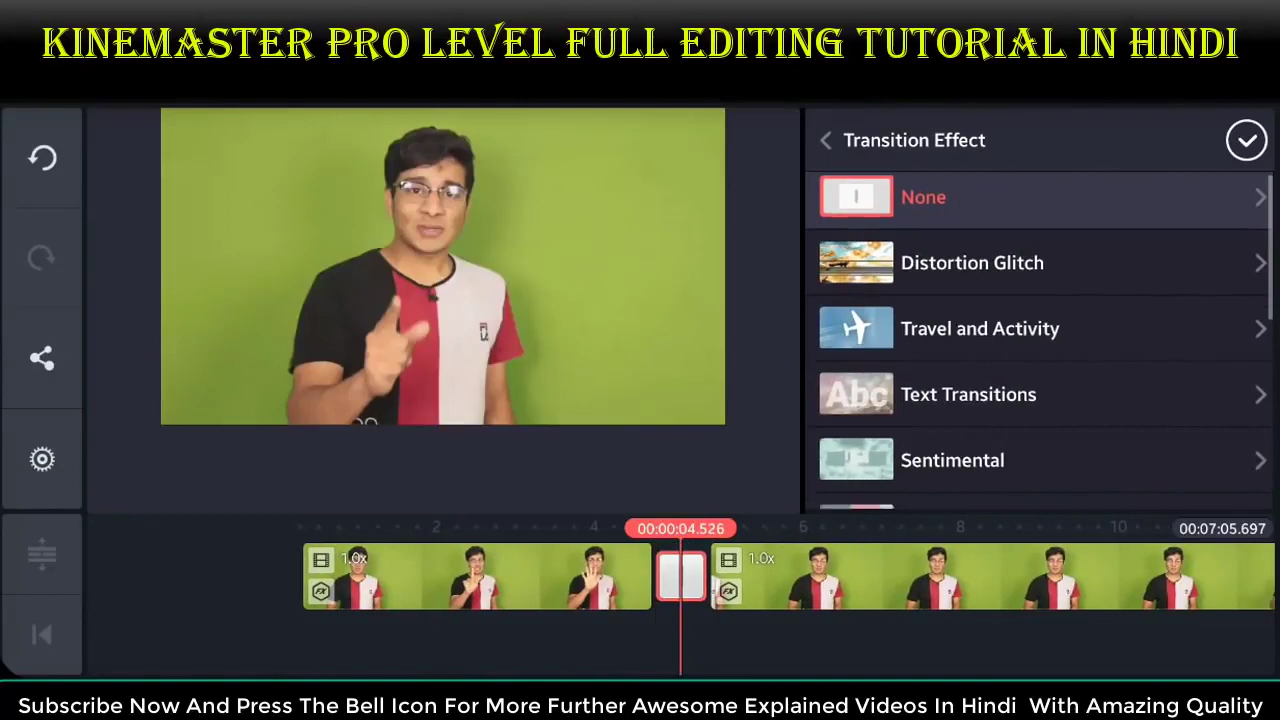 KINEMASTER PRO LEVEL FULL EDITING TUTORIAL IN HINDI
Transition Effect
None
Distortion Glitch
Travel and Activity
Abc Text Transitions
Sentimental
2
4
00:00:04.526
6
8
10
00:07:05.697
1.0x
1.0x
FX
FX
Subscribe Now And Press The Bell Icon For More Further Awesome Explained Videos In Hindi With Amazing Quality